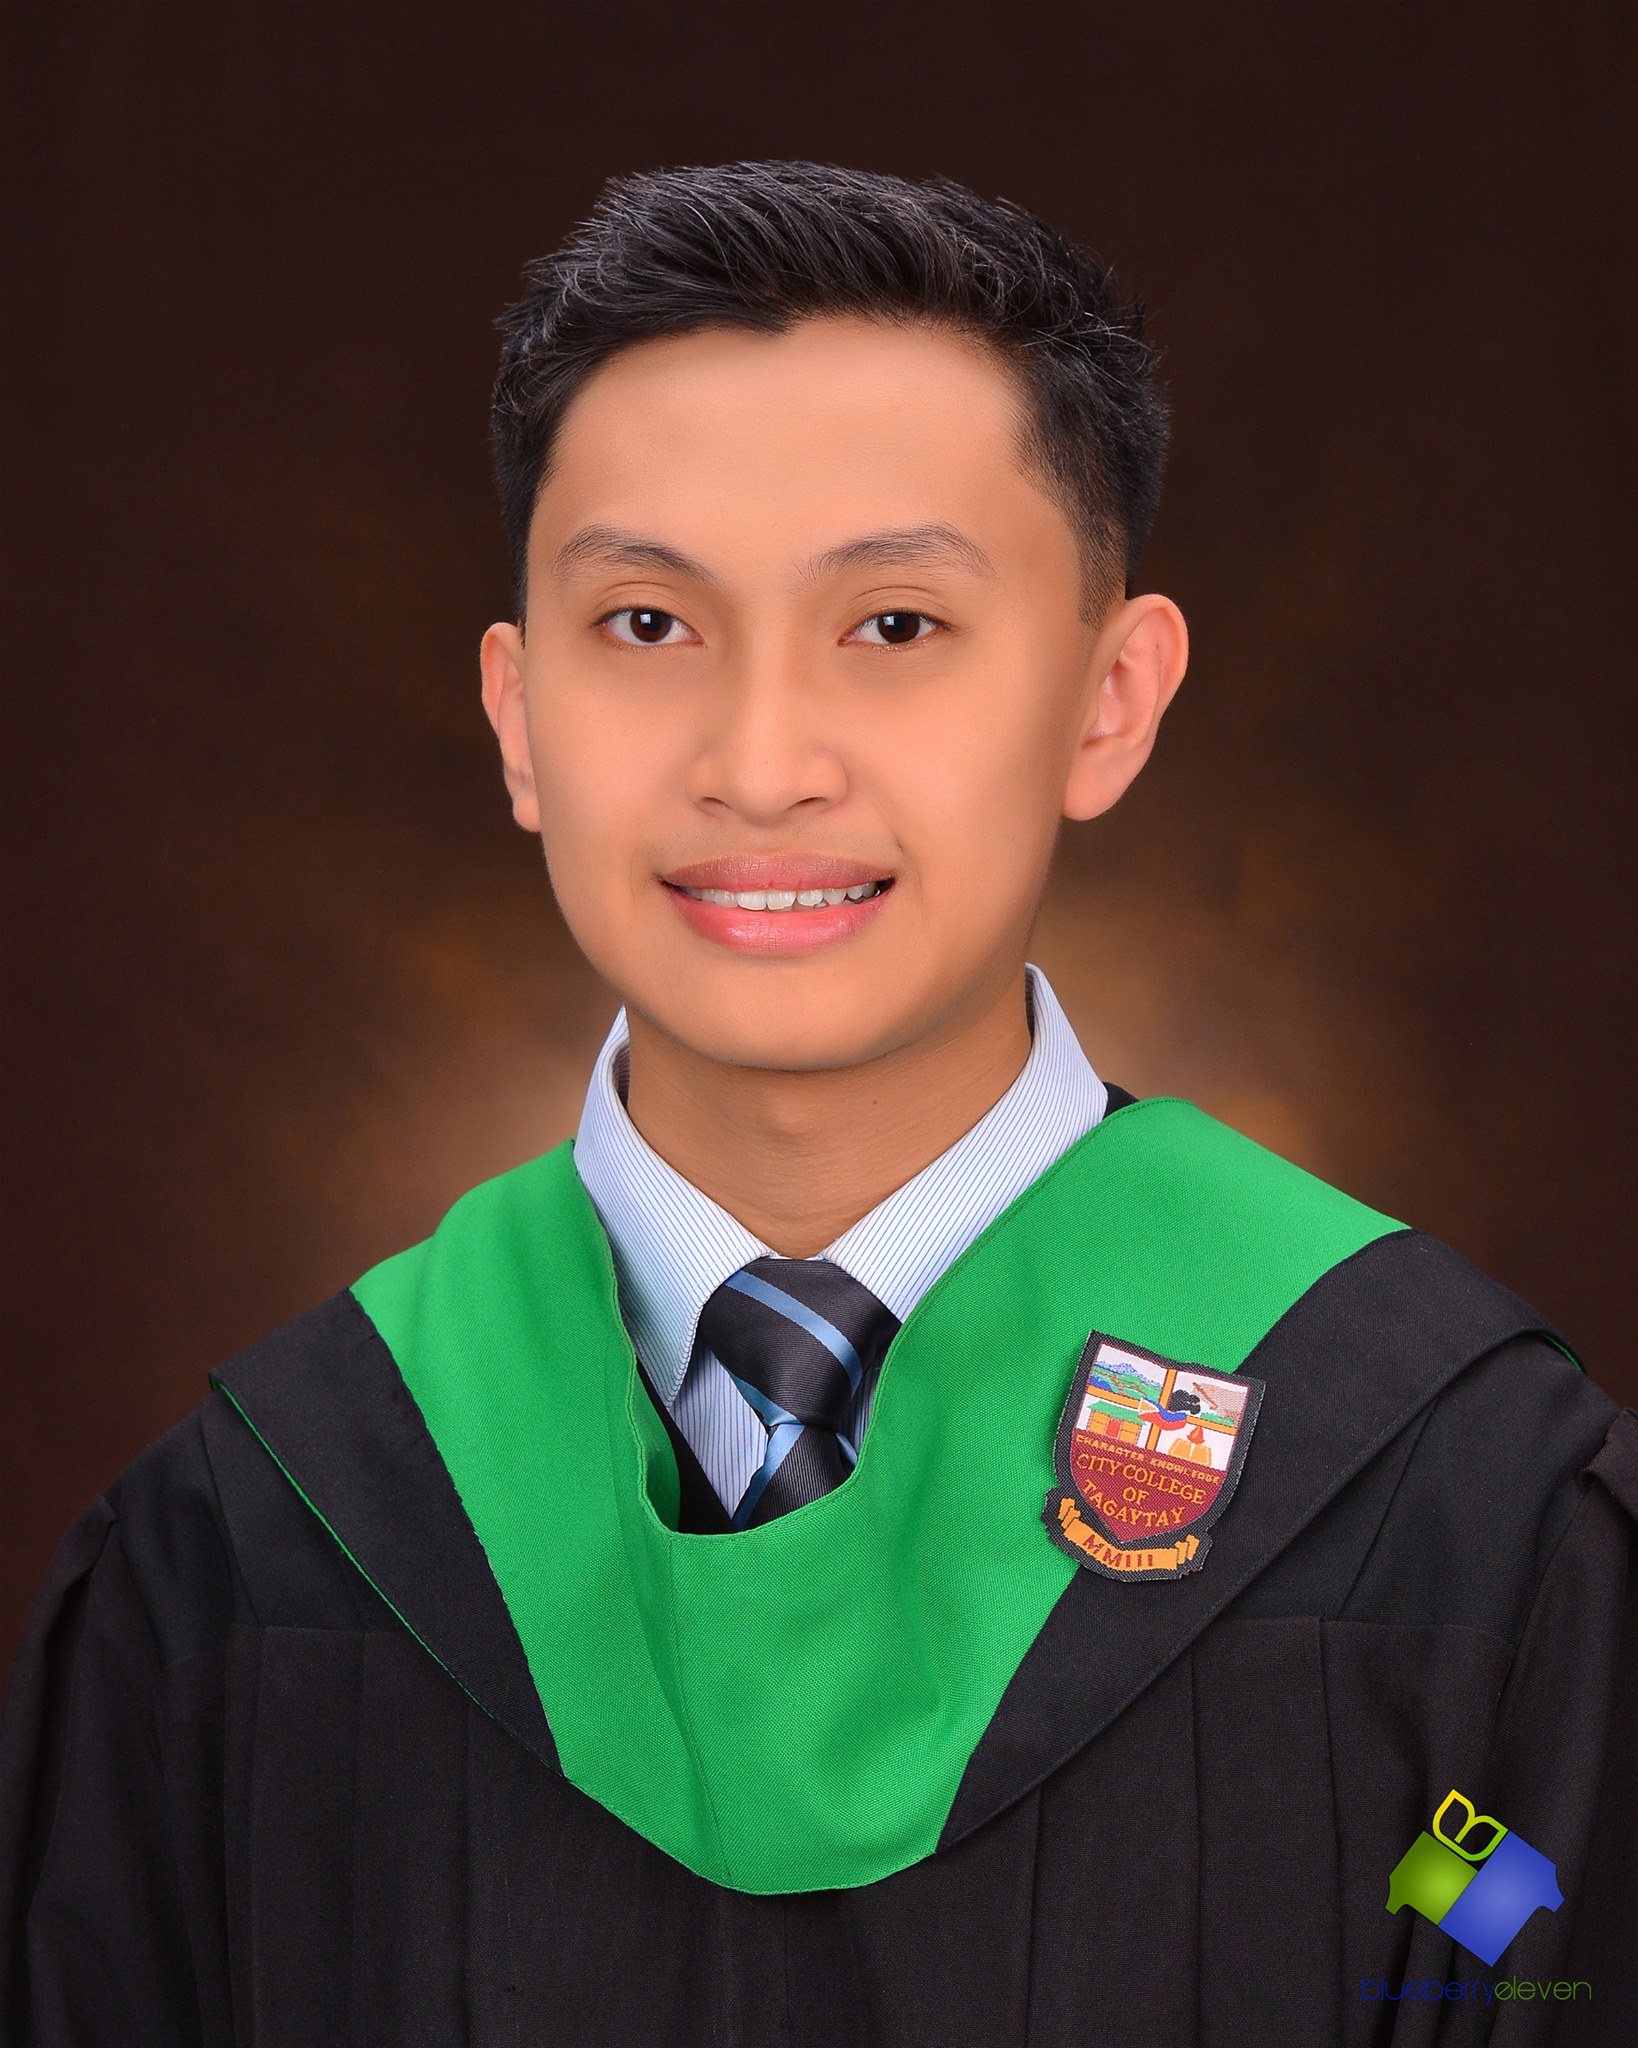 CHARACTER KNOWLEDGE
CITY COLLEGE
OF
TAGAYTAY
MMIII
blueberryeleven